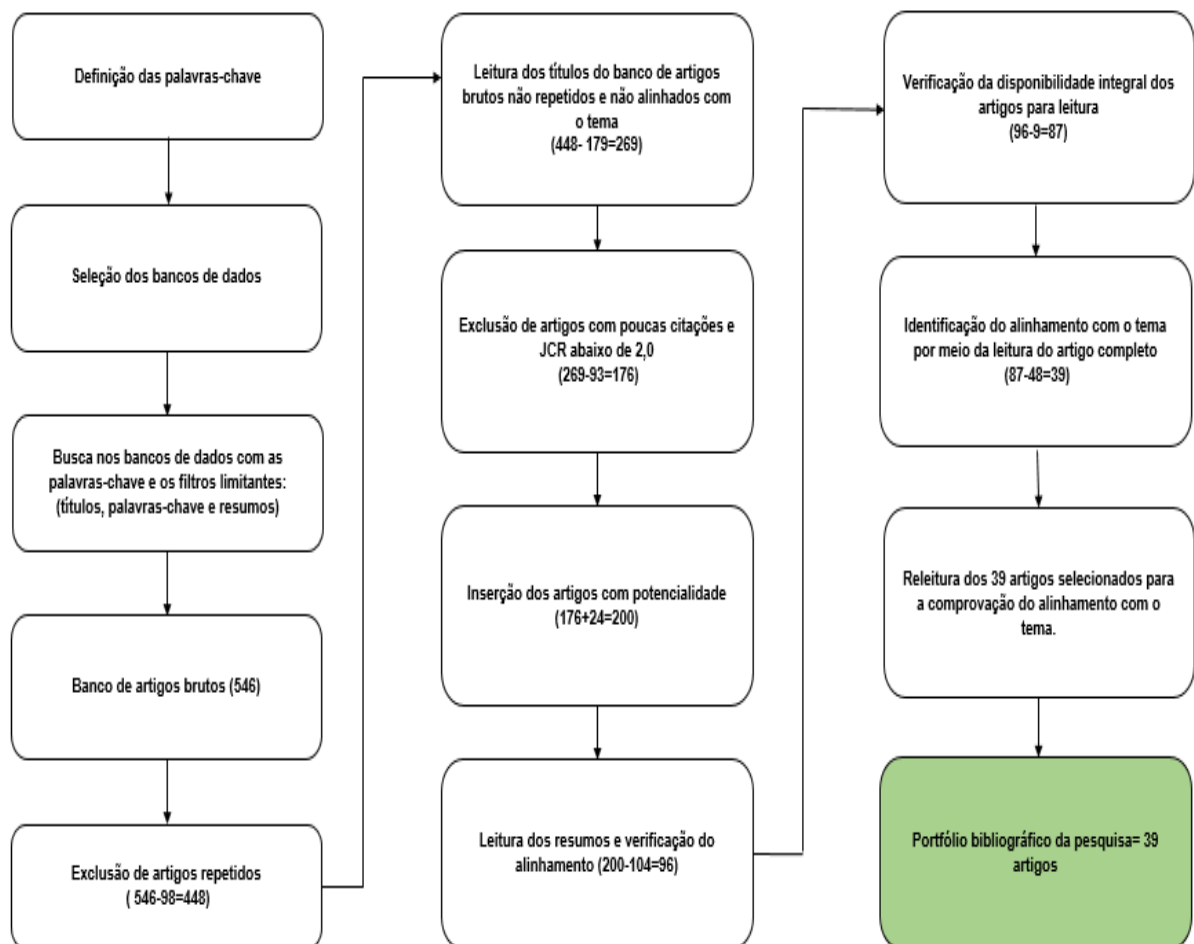 Definição das palavras-chave
Seleção dos bancos de dados
Busca nos bancos de dados com as
palavras-chave e os filtros limitantes:
(títulos, palavras-chave e resumos)
Banco de artigos brutos (546)
Exclusão de artigos repetidos
( 546-98=448)
Leitura dos títulos do banco de artigos
brutos não repetidos e não alinhados com
o tema
(448- 179=269)
Exclusão de artigos com poucas citações e
JCR abaixo de 2,0
(269-93=176)
Inserção dos artigos com potencialidade
(176+24=200)
Leitura dos resumos e verificação do
alinhamento (200-104=96)
Verificação da disponibilidade integral dos
artigos para leitura
(96-9=87)
Identificação do alinhamento com o tema
por meio da leitura do artigo completo
(87-48=39)
Releitura dos 39 artigos selecionados para
a comprovação do alinhamento com o
tema.
Portfólio bibliográfico da pesquisa= 39
artigos